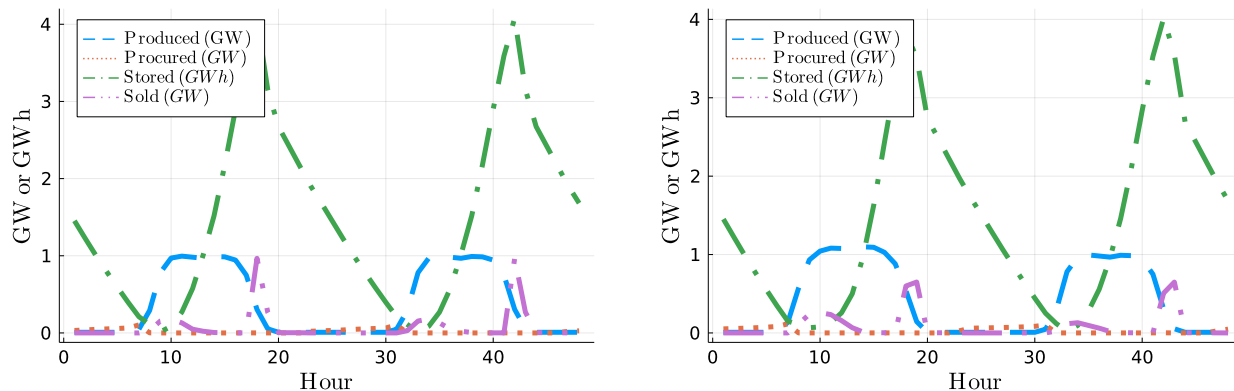 4
3
2
1
0
GW or GWh
Produced (GW)
Procured (GW)
Stored (GWh)
Sold (GW)
0 10 20 30 40
Hour
4
3
2
1
0
GW or GWh
Produced (GW)
Procured (GW)
Stored (GWh)
Sold (GW)
0 10 20 30 40
Hour